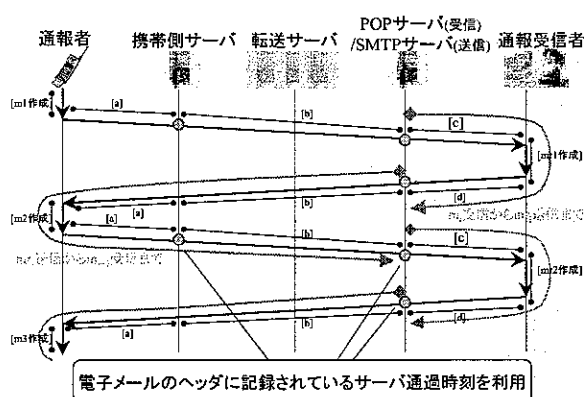 POPサーバ(受信)
通報者 携帯側サーバ 転送サーバ /SMTPサーバ(送信) 通報受信者
[m1作成] [a] [b] [c]
[mr1作成]
[a] [b] [d]
[m2作成] [a] [b] [c]
[mr2作成]
[a] [b] [d]
[m3作成]
電子メールのヘッダに記録されているサーバ通過時刻を利用